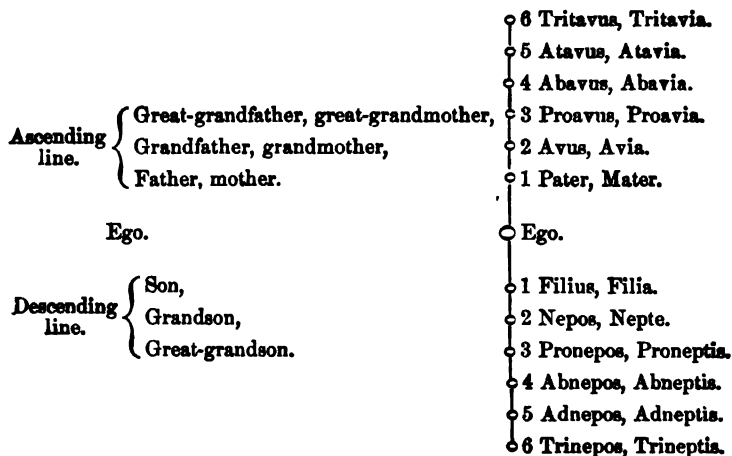 6 Tritavus, Tritavia.
5 Atavus, Atavia.
4 Abavus, Abavia.
Great-grandfather, great-grandmother, 3 Proavus, Proavia.
Ascending line.
Grandfather, grandmother, 2 Avus, Avia.
Father, mother. 1 Pater, Mater.
Ego. Ego.
Son, 1 Filius, Filia.
Descending line.
Grandson, 2 Nepos, Nepte.
Great-grandson. 3 Pronepos, Proneptis.
4 Abnepos, Abneptis.
5 Adnepos, Adneptis.
6 Trinepos, Trineptis.